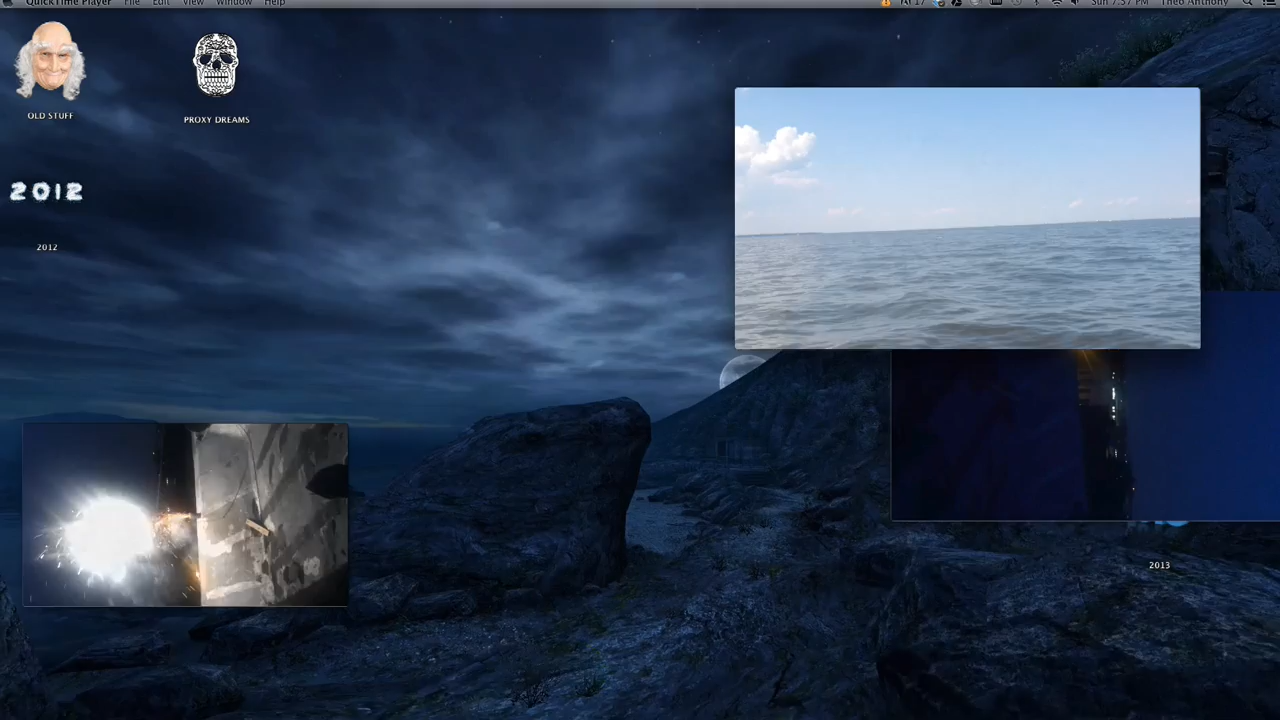 QuickTime Player File Edit View Window Help
Sun 7:57 PM Theo Anthony
OLD STUFF
PROXY DREAMS
2012
2012
2013